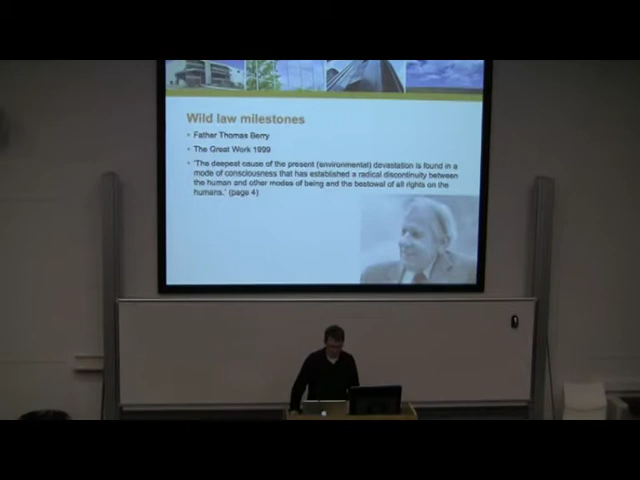 Wild law milestones
• Father Thomas Berry
• The Great Work 1999
• 'The deepest cause of the present (environmental) devastation is found in a
mode of consciousness that has established a radical discontinuity between
the human and other modes of being and the bestowal of all rights on the
humans.' (page 4)